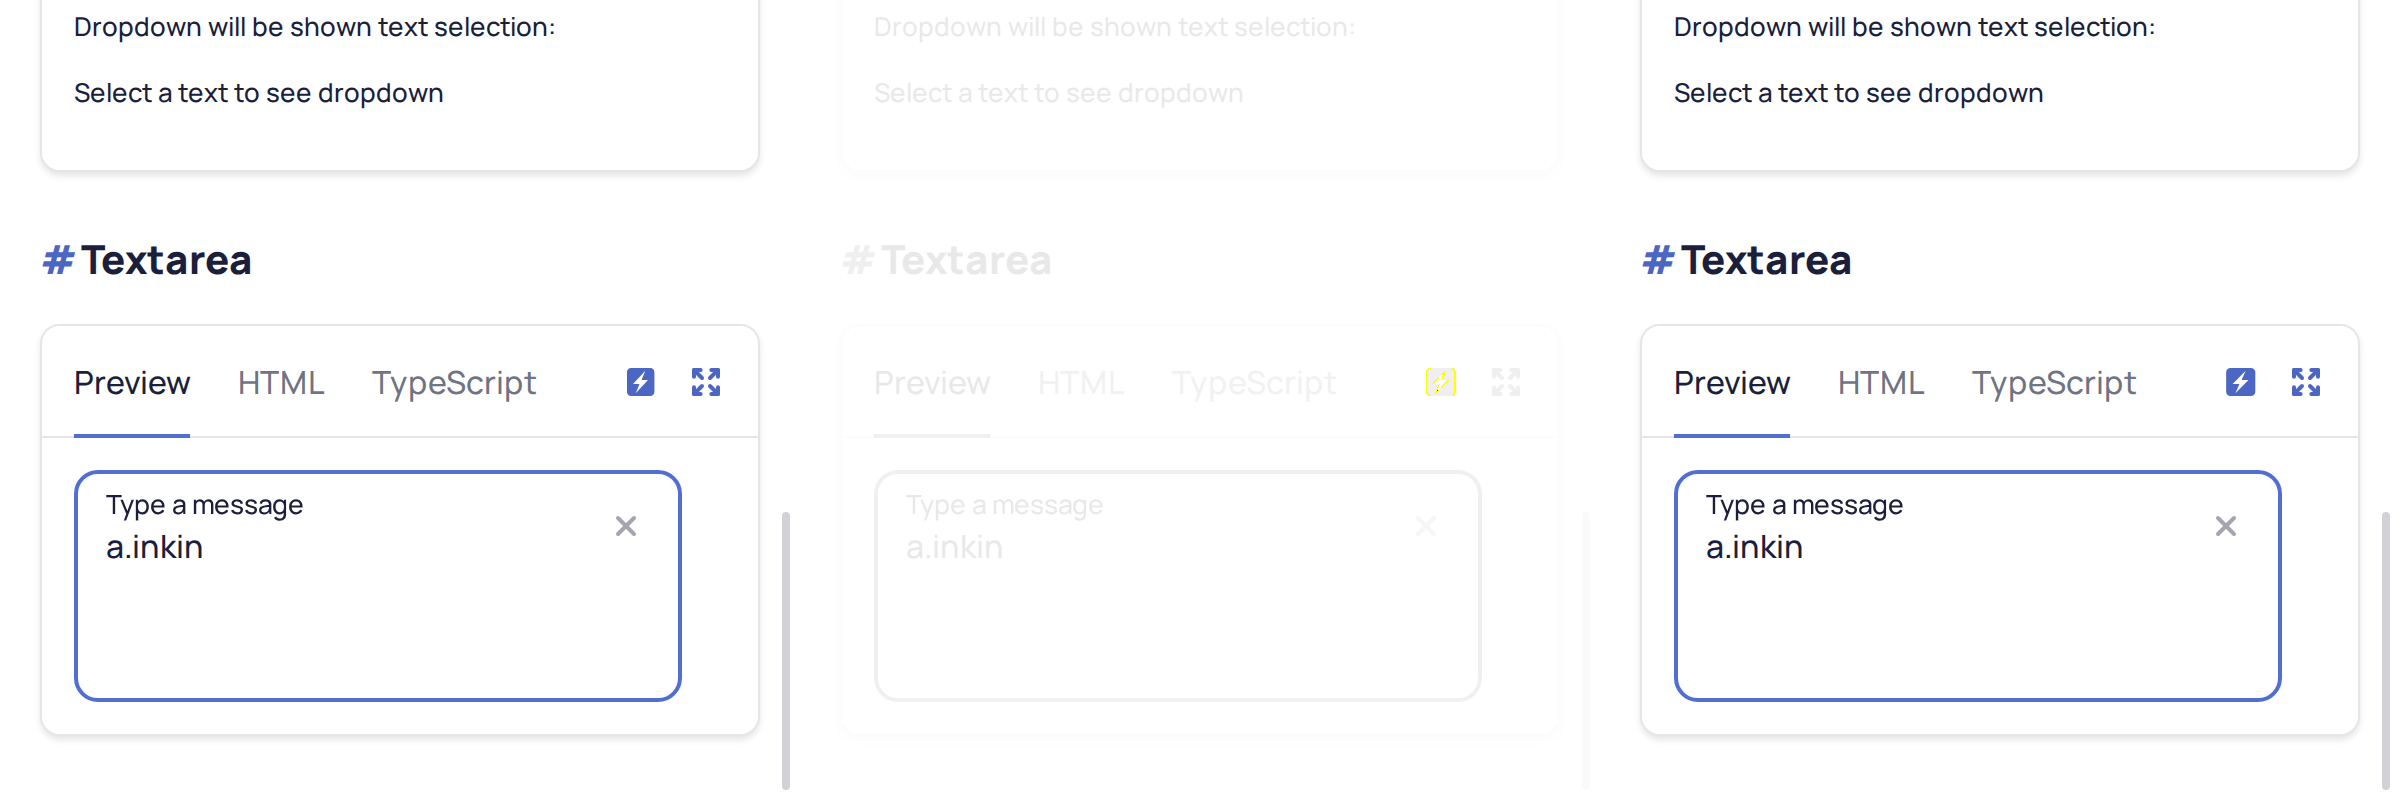 Dropdown will be shown text selection:
Select a text to see dropdown
# Textarea
Preview HTML TypeScript
Type a message
a.inkin
Dropdown will be shown text selection:
Select a text to see dropdown
# Textarea
Preview HTML TypeScript
Type a message
a.inkin
Dropdown will be shown text selection:
Select a text to see dropdown
# Textarea
Preview HTML TypeScript
Type a message
a.inkin